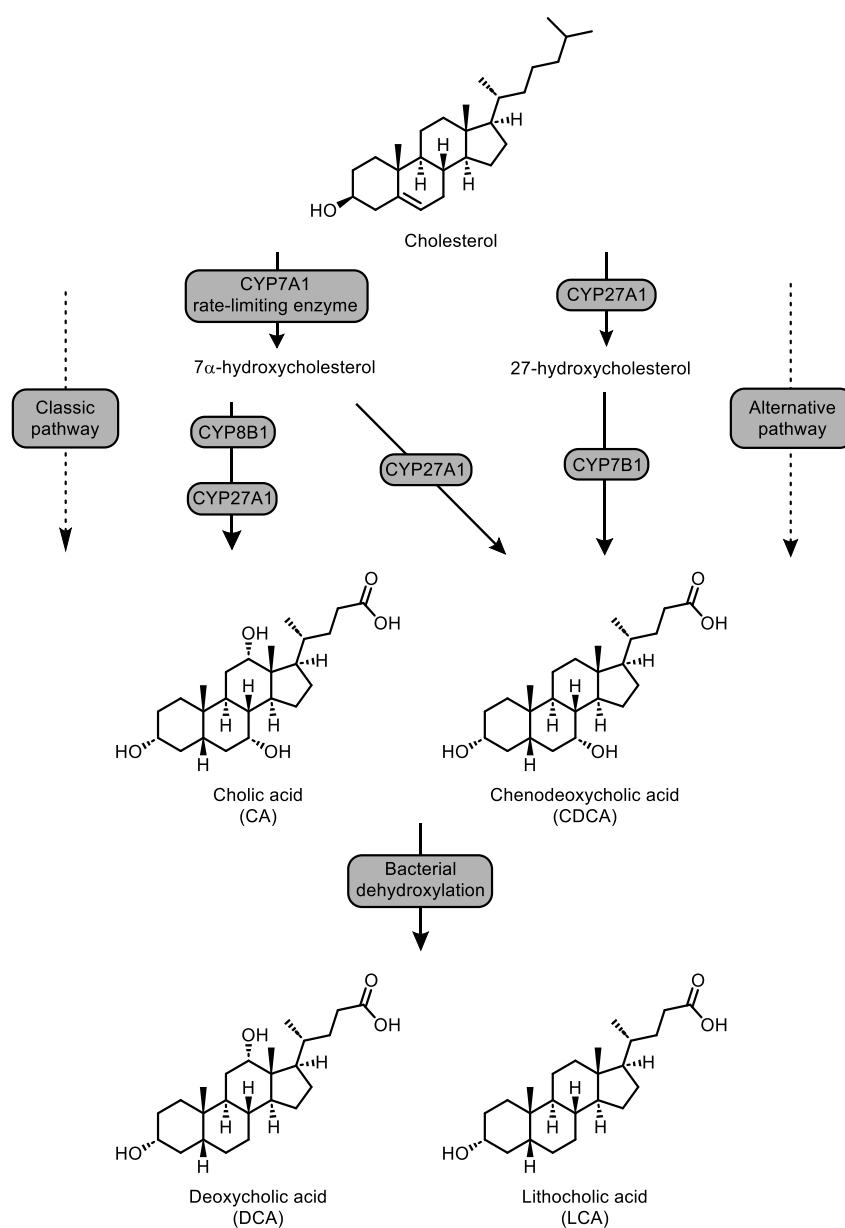 H
H
H
H
HO
Cholesterol
CYP7A1
rate-limiting enzyme
CYP27A1
7α-hydroxycholesterol
27-hydroxycholesterol
Classic
pathway
CYP8B1
CYP27A1
CYP27A1
CYP7B1
Alternative
pathway
O
OH
OH
H
H
H
H
HO
OH
H
Cholic acid
(CA)
O
OH
H
H
H
H
HO
OH
H
Chenodeoxycholic acid
(CDCA)
Bacterial
dehydroxylation
O
OH
OH
H
H
H
H
HO
H
Deoxycholic acid
(DCA)
O
OH
H
H
H
H
HO
H
Lithocholic acid
(LCA)